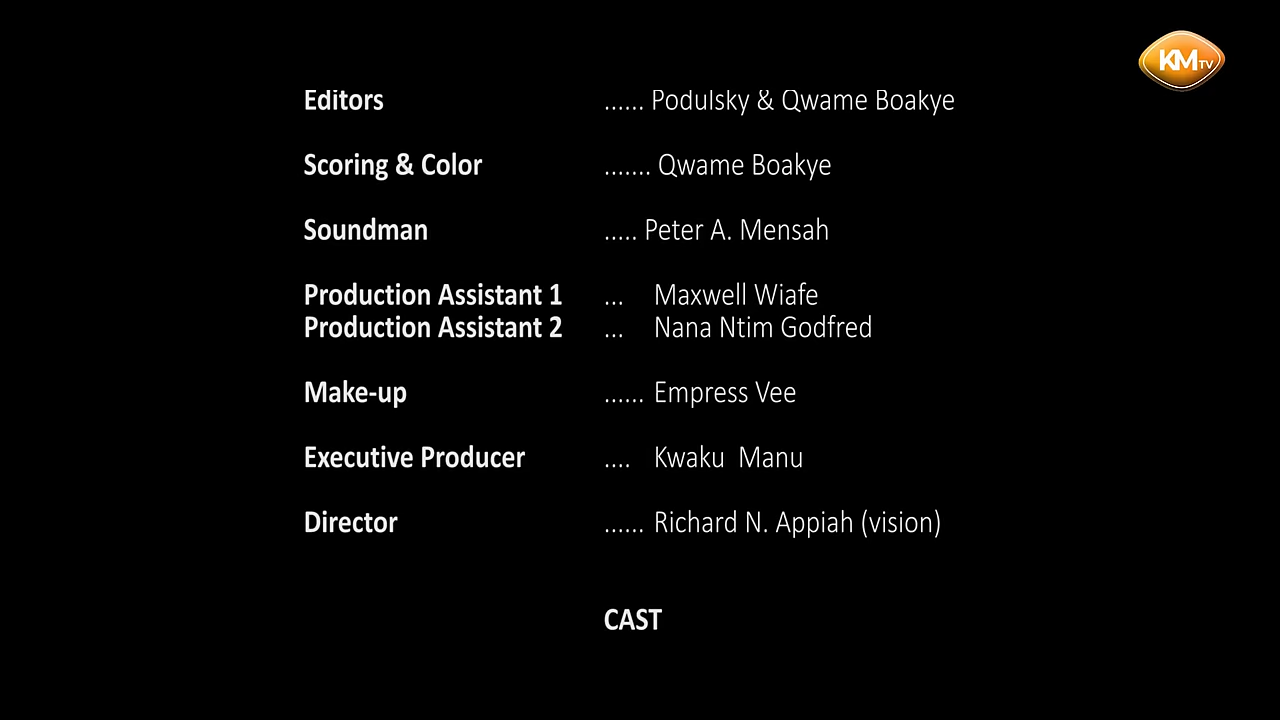 KMTV
Editors ...... Podulsky & Qwame Boakye
Scoring & Color ....... Qwame Boakye
Soundman ..... Peter A. Mensah
Production Assistant 1 ... Maxwell Wiafe
Production Assistant 2 ... Nana Ntim Godfred
Make-up ...... Empress Vee
Executive Producer .... Kwaku Manu
Director ...... Richard N. Appiah (vision)
CAST